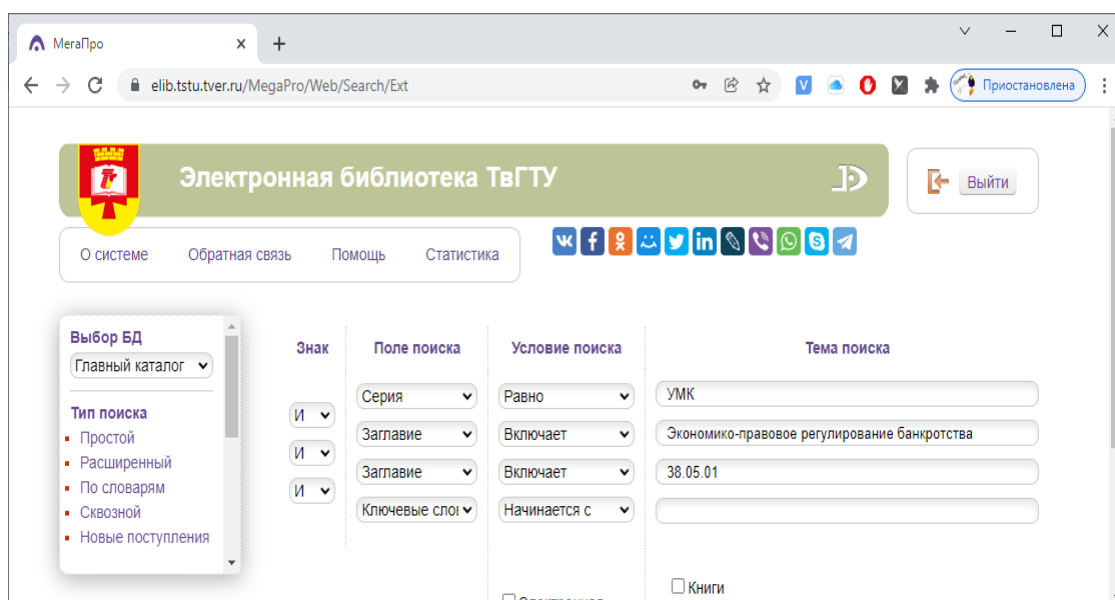 МегаПро
elib.tstu.tver.ru/MegaPro/Web/Search/Ext
Приостановлена
Электронная библиотека ТвГТУ
Выйти
О системе Обратная связь Помощь Статистика
Выбор БД
Главный каталог
Тип поиска
Простой
Расширенный
По словарям
Сквозной
Новые поступления
Знак Поле поиска Условие поиска Тема поиска
Серия Равно УМК
И
Заглавие Включает Экономико-правовое регулирование банкротства
И
Заглавие Включает 38.05.01
И
Ключевые слов Начинается с
Книги